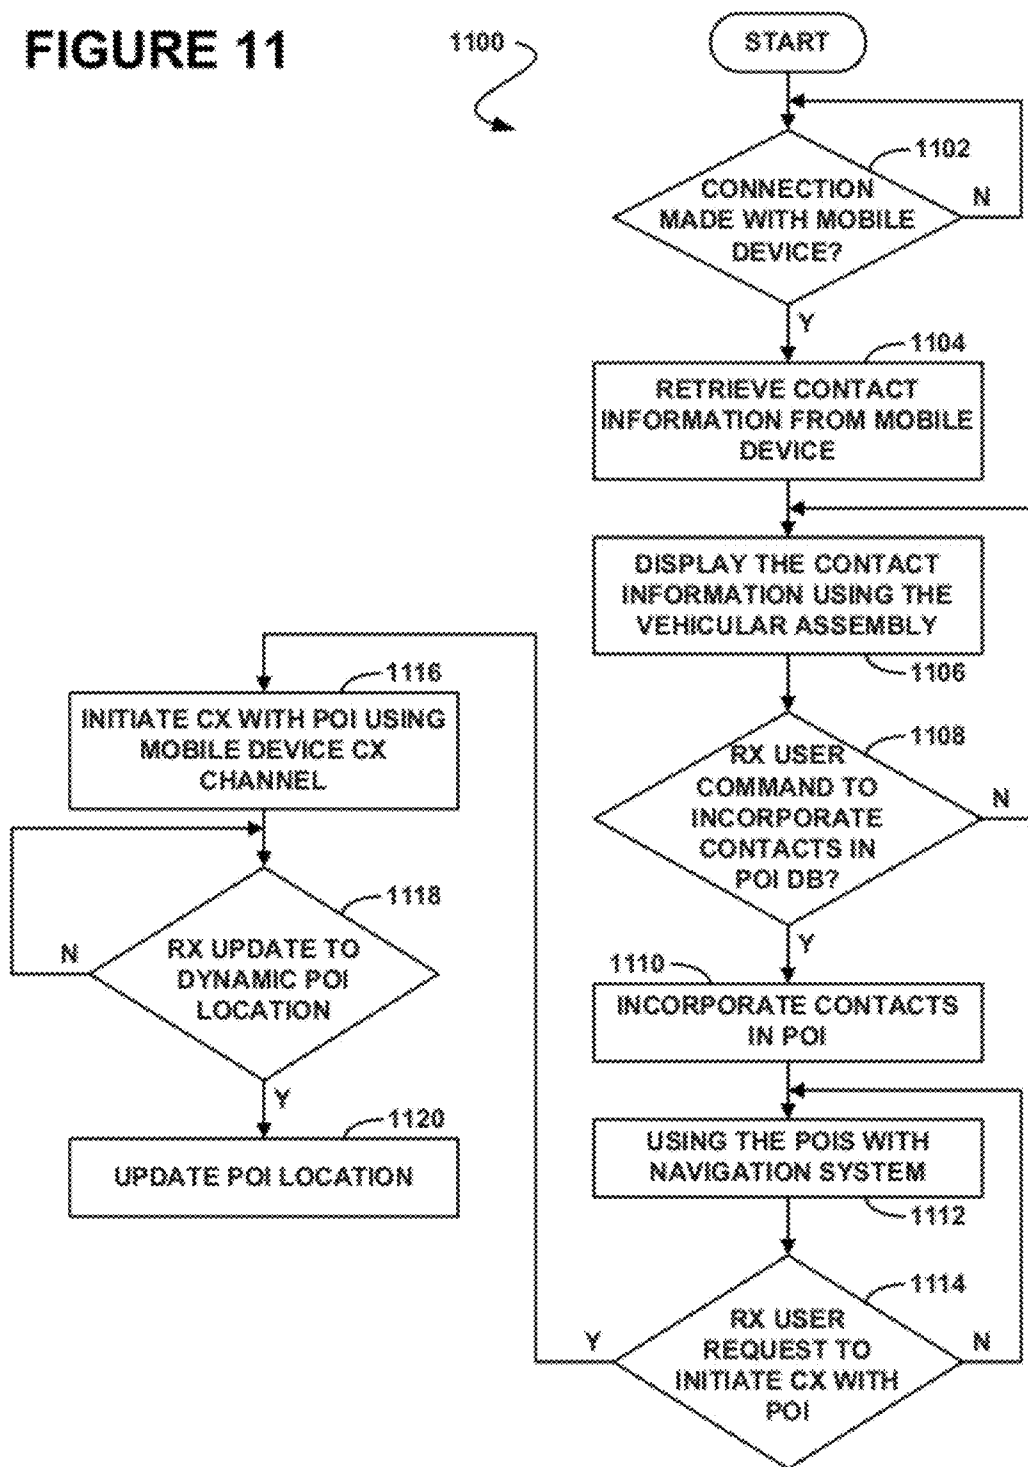 FIGURE 11
1100
START
1102
CONNECTION
MADE WITH MOBILE
DEVICE?
N
Y
1104
RETRIEVE CONTACT
INFORMATION FROM MOBILE
DEVICE
DISPLAY THE CONTACT
INFORMATION USING THE
VEHICULAR ASSEMBLY
1106
1108
RX USER
COMMAND TO
INCORPORATE
CONTACTS IN
POI DB?
N
Y
1110
INCORPORATE CONTACTS
IN POI
USING THE POIS WITH
NAVIGATION SYSTEM
1112
1114
RX USER
REQUEST TO
INITIATE CX WITH
POI
Y
N
1116
INITIATE CX WITH POI USING
MOBILE DEVICE CX
CHANNEL
1118
RX UPDATE TO
DYNAMIC POI
LOCATION
N
Y
1120
UPDATE POI LOCATION